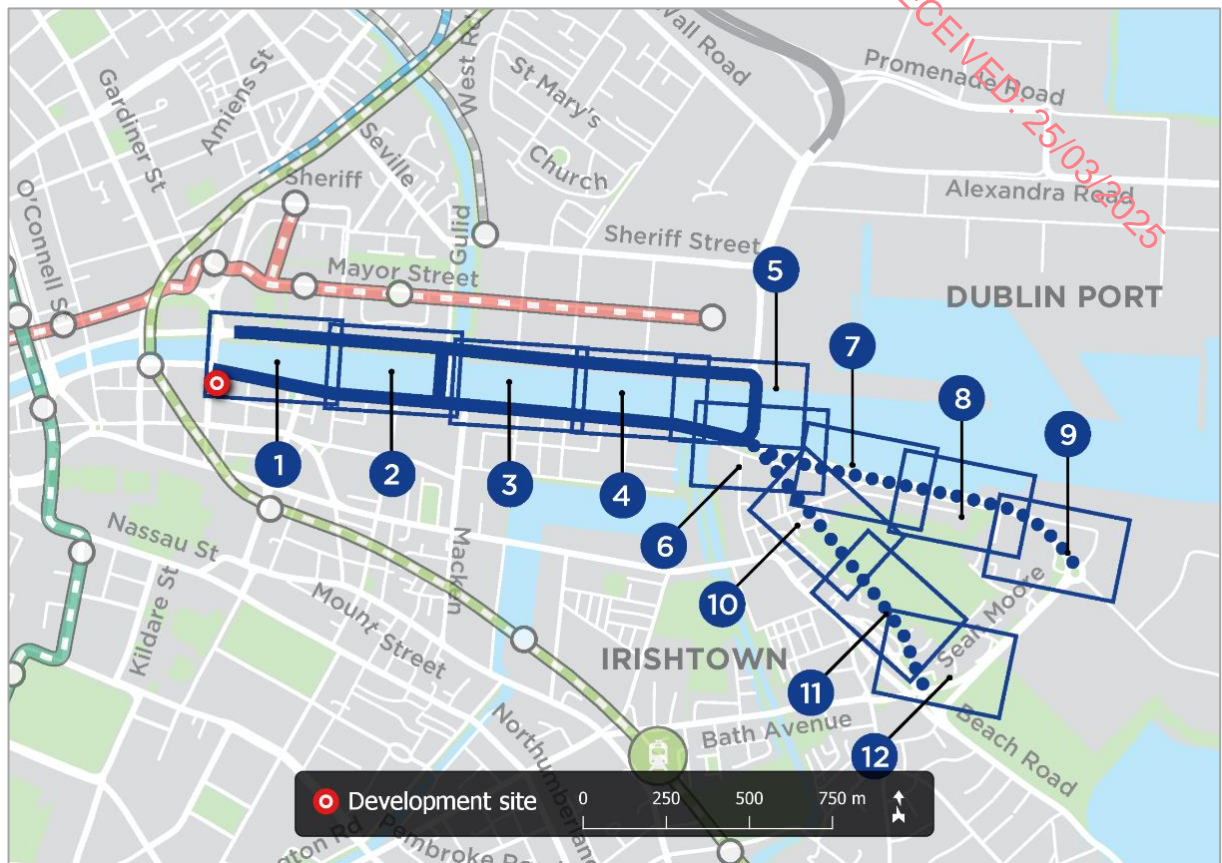 RECEIVED: 25/03/2025
Wall Road
West Rd
Promenade Road
St Mary's
Amiens St
Gardiner St
Seville
Church
Sheriff
Alexandra Road
O'Connell St
Guild
Sheriff Street
Mayor Street
5
DUBLIN PORT
7
8
9
1
2
3
4
6
Nassau St
Macken
Kildare St
Mount Street
10
Sean Moore
IRISHTOWN
11
Bath Avenue
Beach Road
12
Northumberland
Development site
0 250 500 750 m
Pembroke